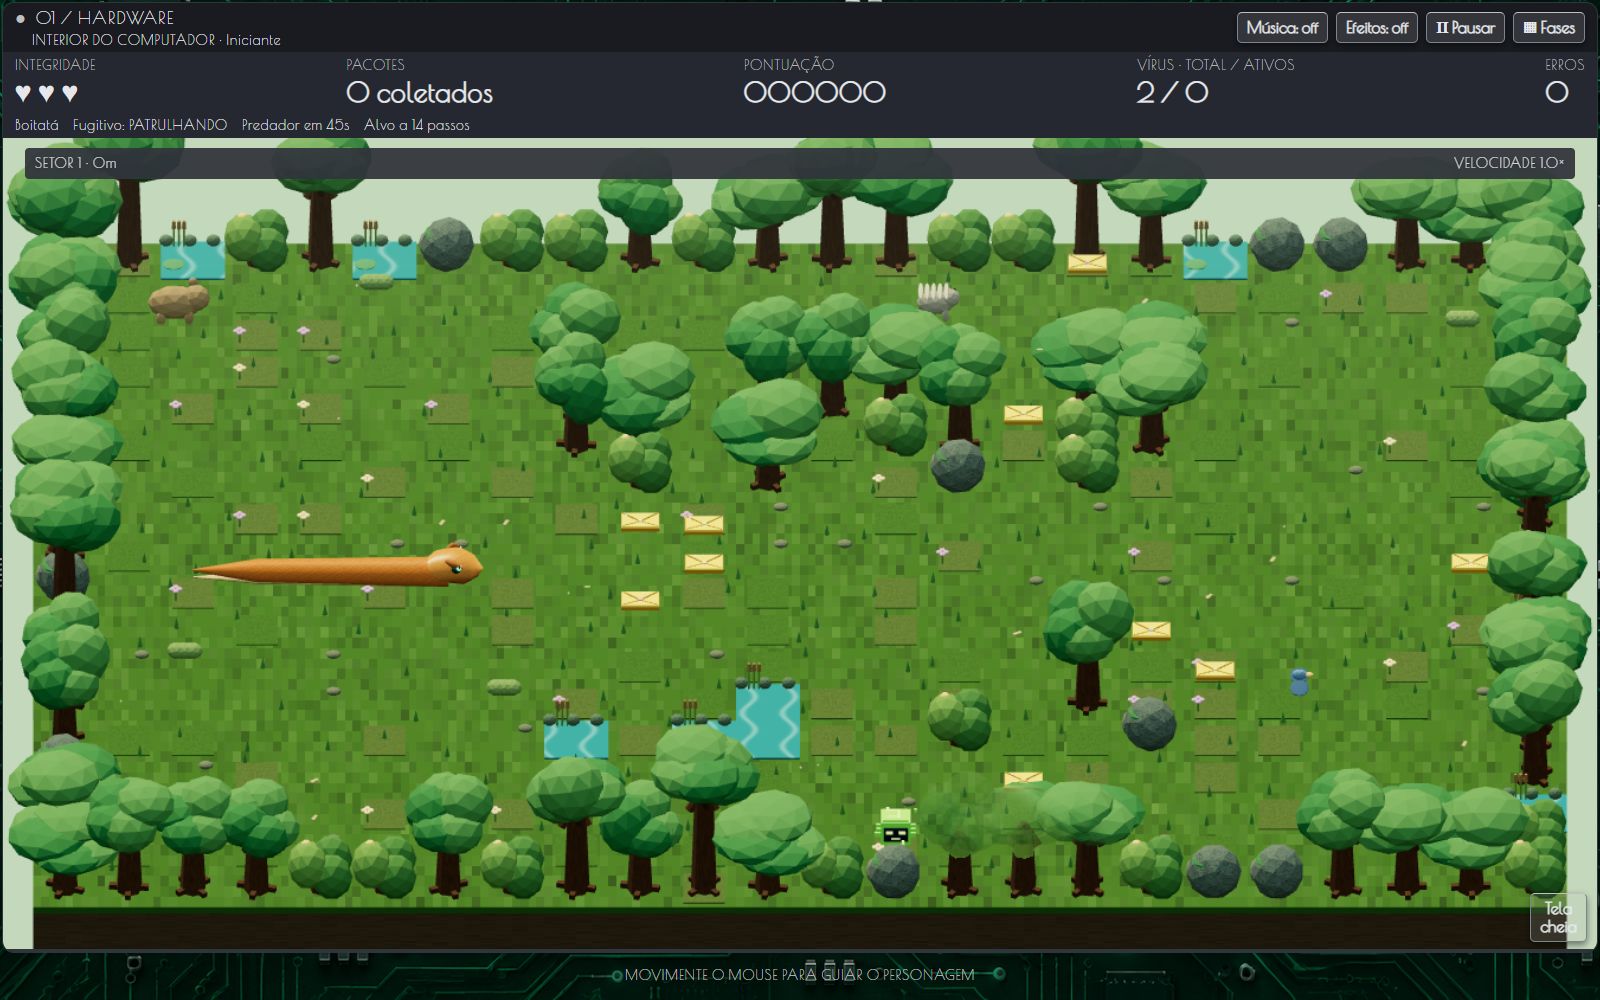 01 / HARDWARE
INTERIOR DO COMPUTADOR · Iniciante
Música: off
Efeitos: off
Pausar
Fases
INTEGRIDADE
PACOTES
0 coletados
PONTUAÇÃO
000000
VÍRUS · TOTAL / ATIVOS
2 / 0
ERROS
0
Boitatá Fugitivo: PATRULHANDO Predador em 45s Alvo a 14 passos
SETOR 1 · 0m
VELOCIDADE 1.0×
Tela
cheia
MOVIMENTE O MOUSE PARA GUIAR O PERSONAGEM